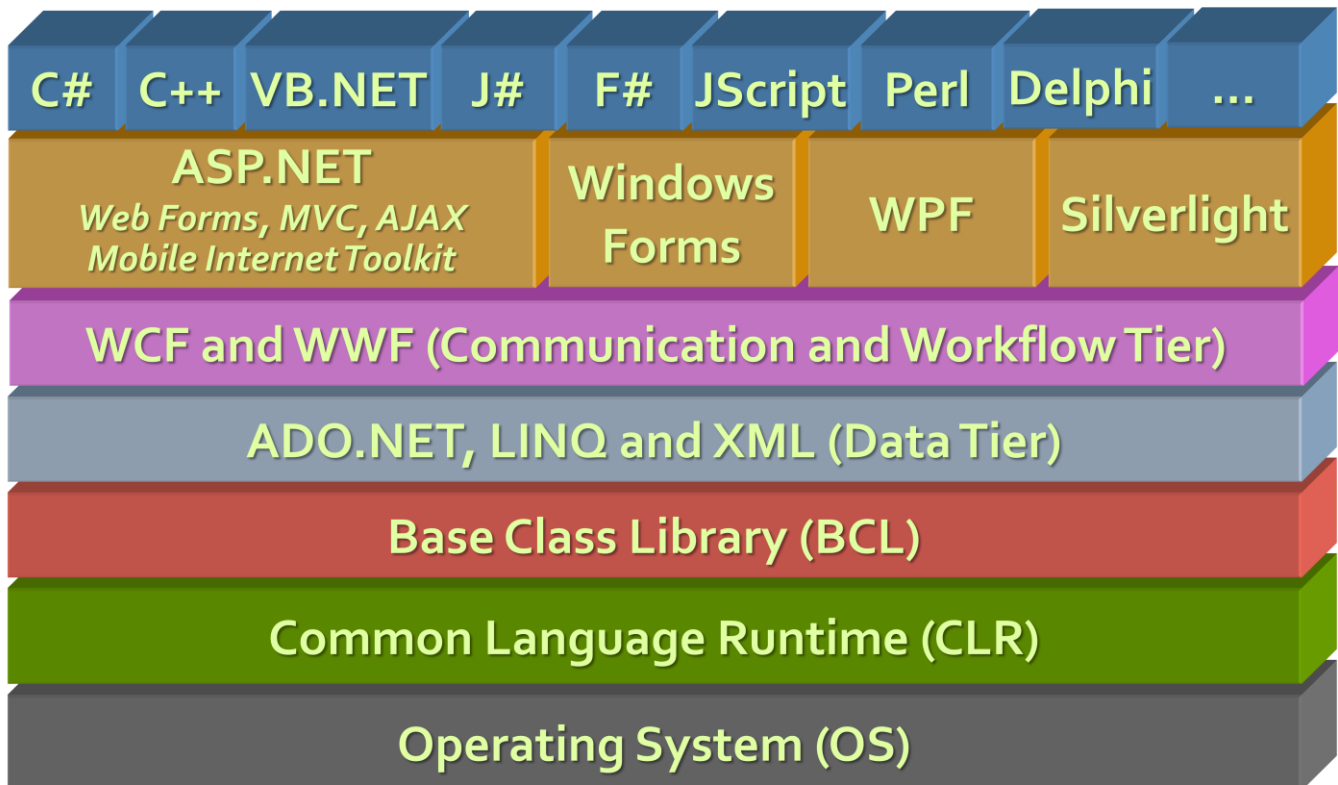 C# C++ VB.NET J# F# JScript Perl Delphi ...
ASP.NET
Web Forms, MVC, AJAX
Mobile Internet Toolkit
Windows
Forms
WPF
Silverlight
WCF and WWF (Communication and Workflow Tier)
ADO.NET, LINQ and XML (Data Tier)
Base Class Library (BCL)
Common Language Runtime (CLR)
Operating System (OS)